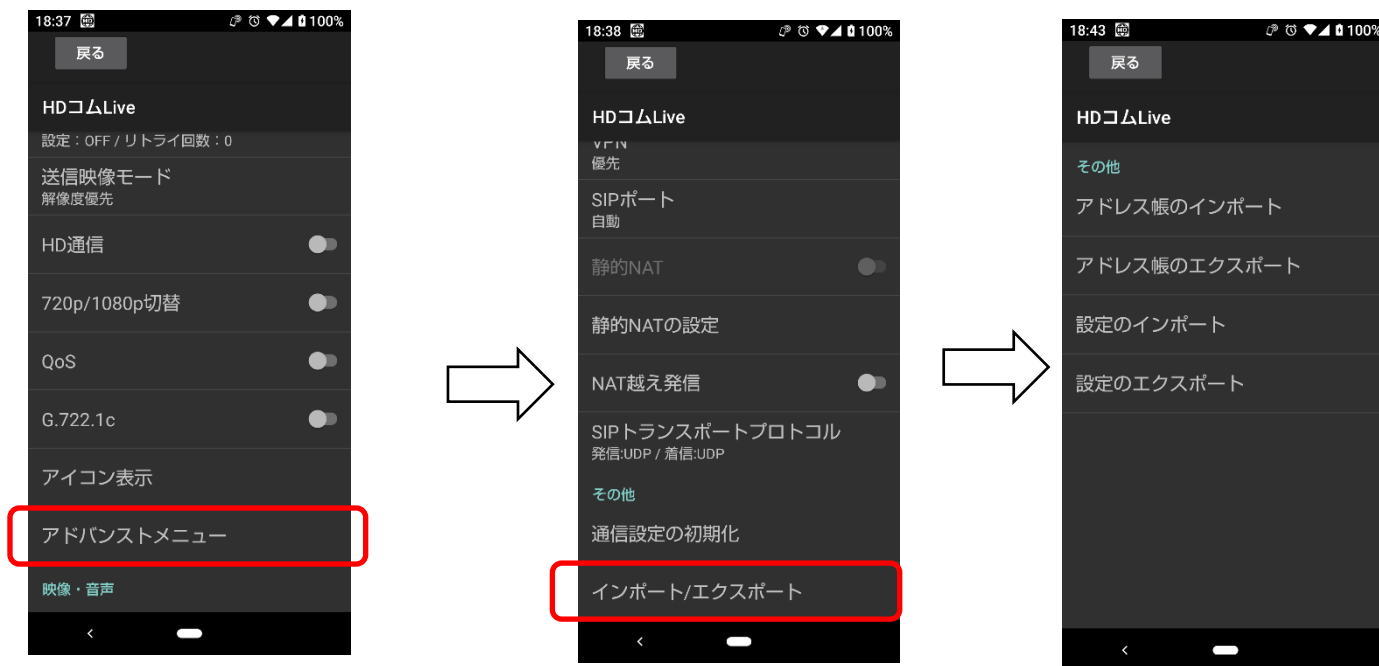 18:37
100%
戻る
HDコムLive
設定：OFF / リトライ回数：0
送信映像モード
解像度優先
HD通信
720p/1080p切替
QoS
G.722.1c
アイコン表示
アドバンストメニュー
映像・音声
18:38
100%
戻る
HDコムLive
VPN
優先
SIPポート
自動
静的NAT
静的NATの設定
NAT越え発信
SIPトランスポートプロトコル
発信:UDP / 着信:UDP
その他
通信設定の初期化
インポート/エクスポート
18:43
100%
戻る
HDコムLive
その他
アドレス帳のインポート
アドレス帳のエクスポート
設定のインポート
設定のエクスポート